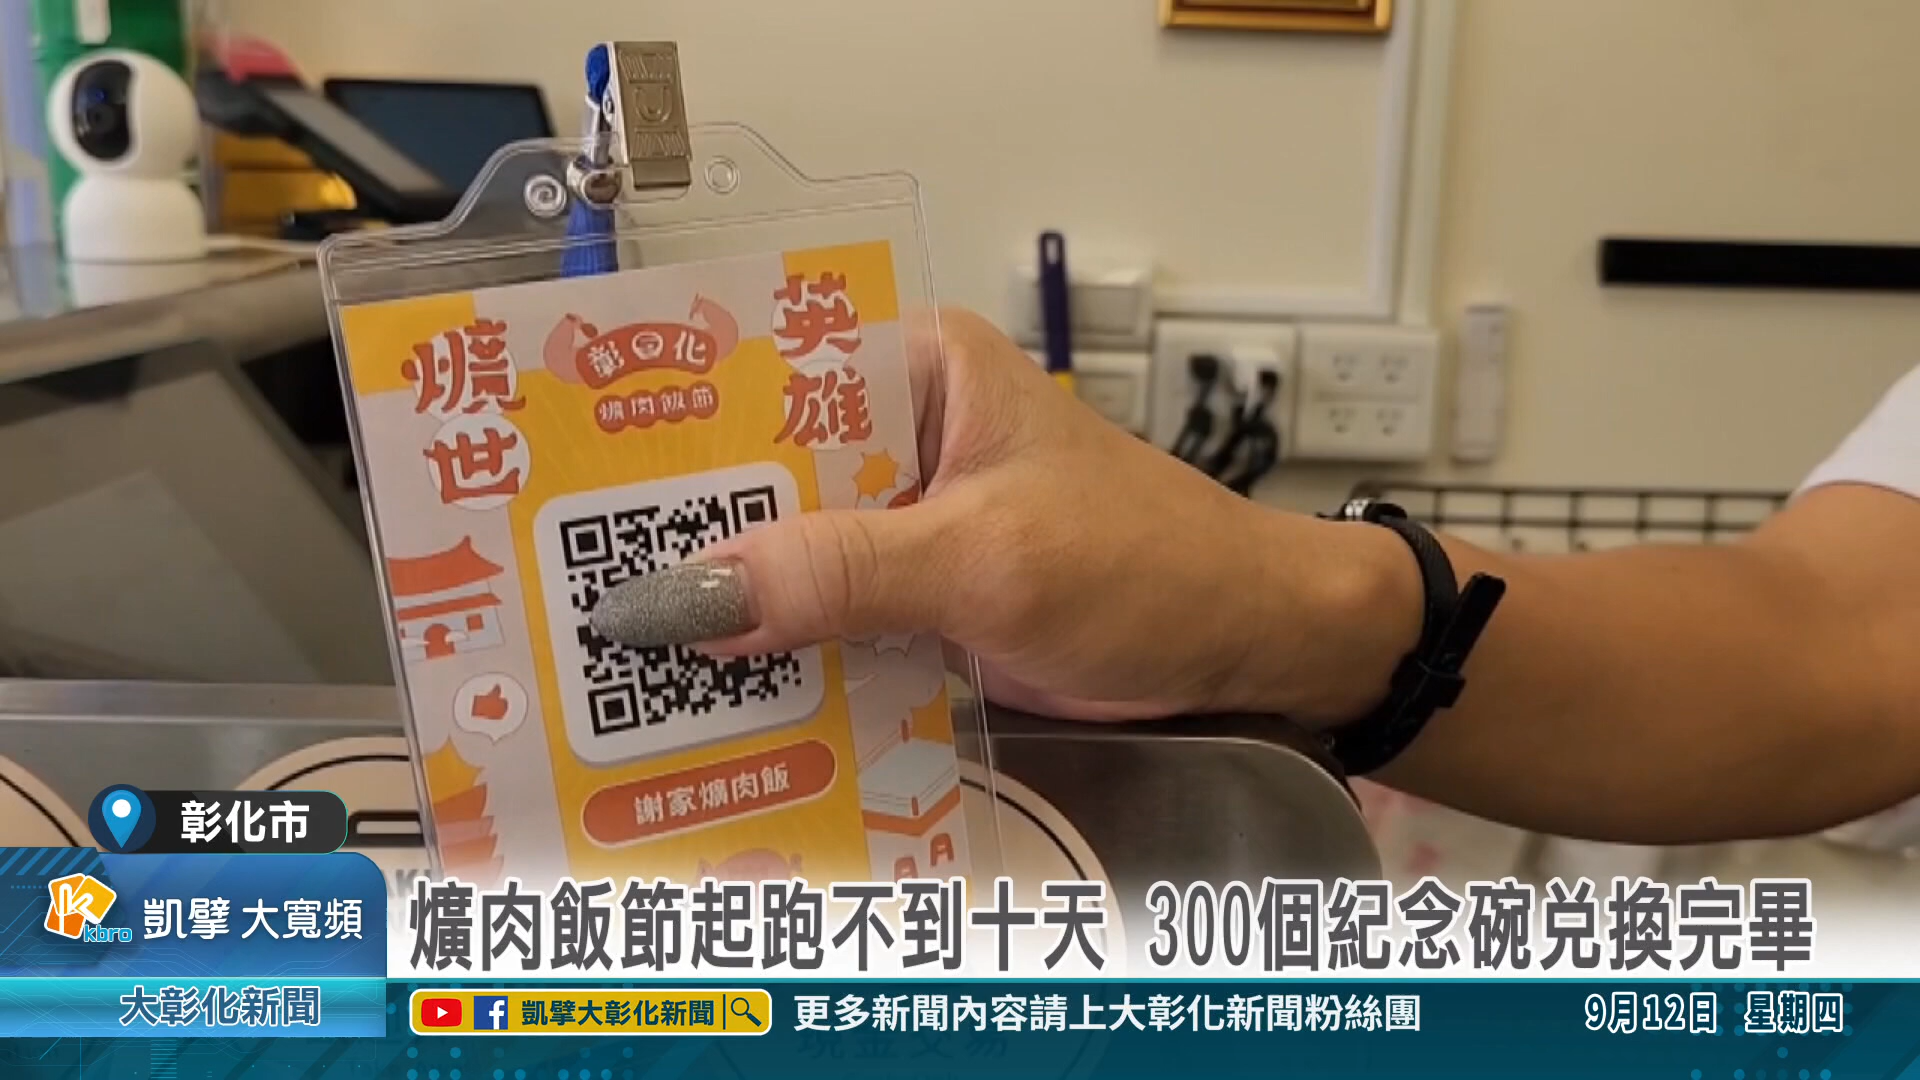 爌世
英雄
彰化
爌肉飯節
謝家爌肉飯
彰化市
kbro
凱擘大寬頻
爌肉飯節起跑不到十天 300個紀念碗兌換完畢
大彰化新聞
凱擘大彰化新聞
更多新聞內容請上大彰化新聞粉絲團
9月12日 星期四